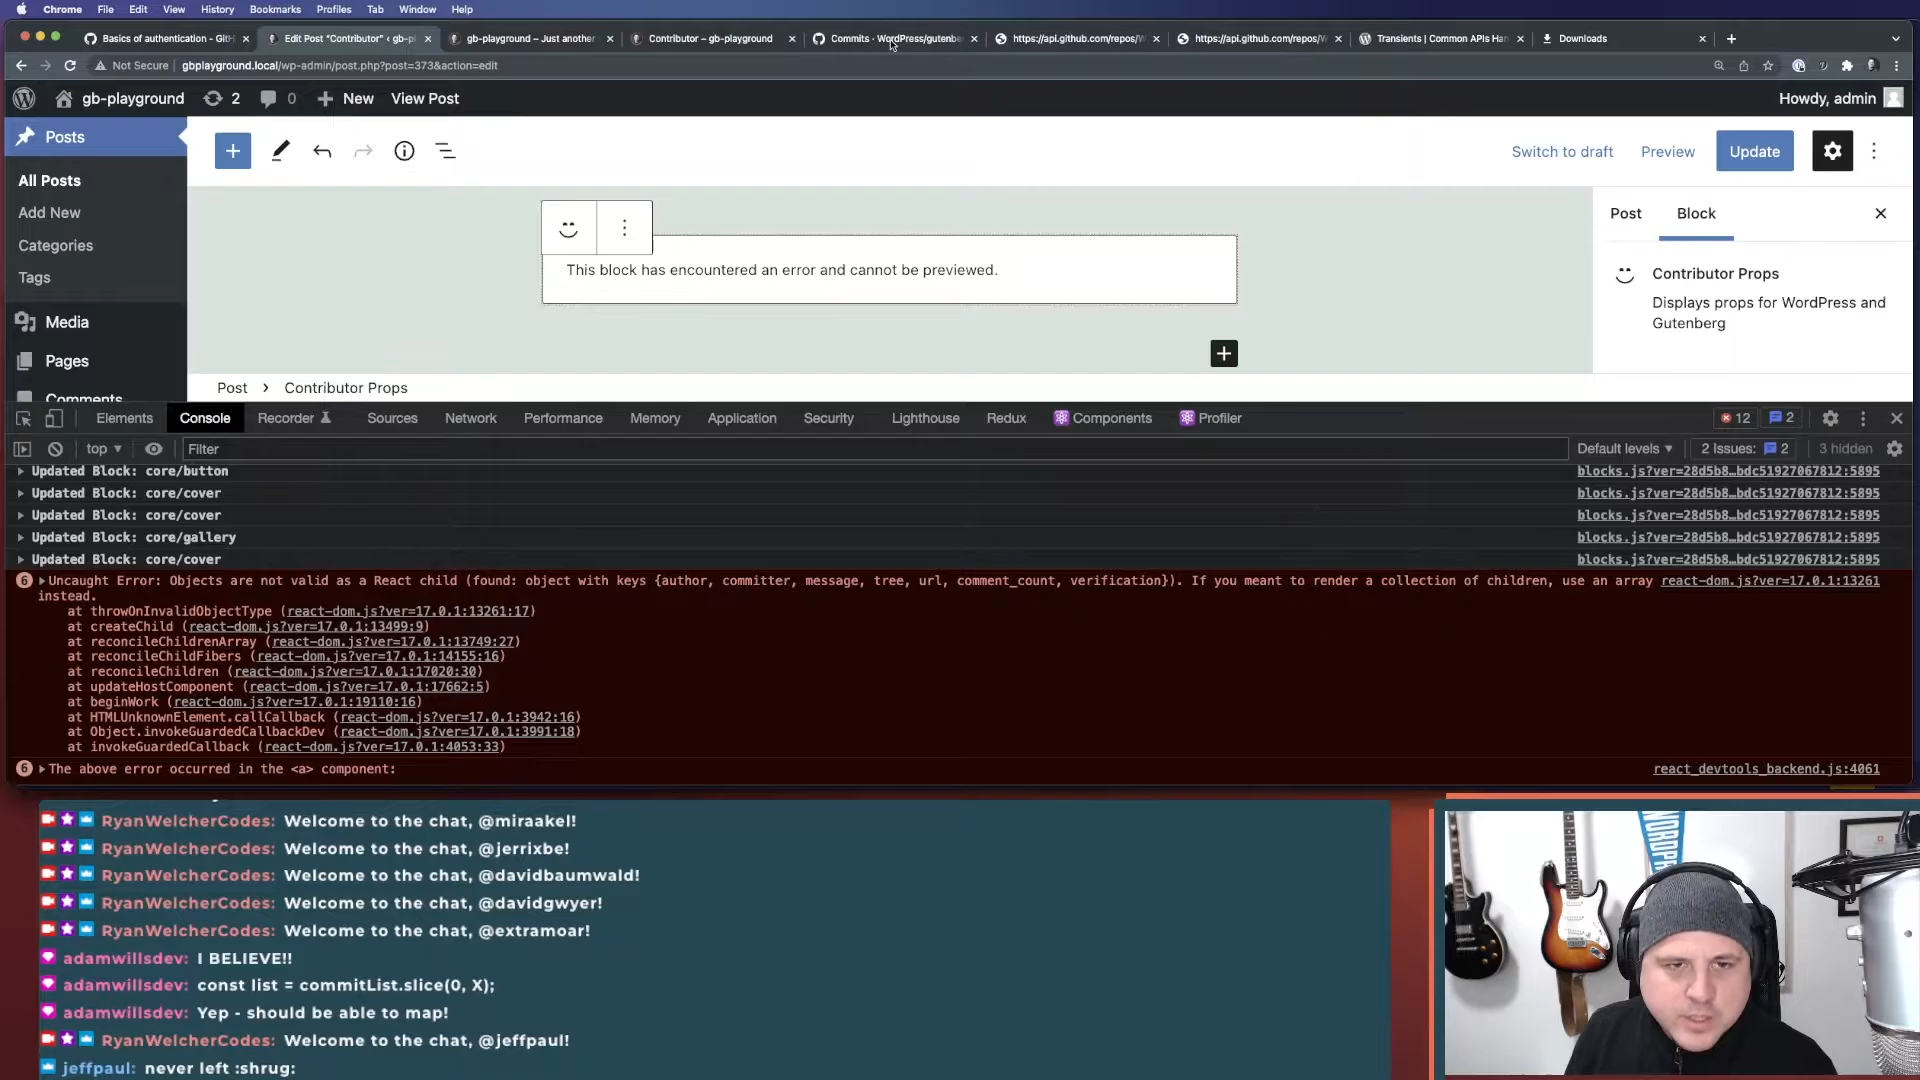 Chrome File Edit View History Bookmarks Profiles Tab Window Help
Basics of authentication - GitH
Edit Post "Contributor" ‹ gb-pl
gb-playground – Just another
Contributor – gb-playground
Commits · WordPress/gutenbe
https://api.github.com/repos/W
https://api.github.com/repos/W
Transients | Common APIs Han
Downloads
Not Secure | gbplayground.local/wp-admin/post.php?post=373&action=edit
gb-playground 2 0 New View Post Howdy, admin
Posts
All Posts
Add New
Categories
Tags
Media
Pages
Comments
Switch to draft Preview Update
This block has encountered an error and cannot be previewed.
Post Block
Contributor Props
Displays props for WordPress and
Gutenberg
Post › Contributor Props
Elements Console Recorder Sources Network Performance Memory Application Security Lighthouse Redux Components Profiler 12 2
top Filter Default levels 2 Issues: 2 3 hidden
Updated Block: core/button blocks.js?ver=28d5b8…bdc51927067812:5895
Updated Block: core/cover blocks.js?ver=28d5b8…bdc51927067812:5895
Updated Block: core/cover blocks.js?ver=28d5b8…bdc51927067812:5895
Updated Block: core/gallery blocks.js?ver=28d5b8…bdc51927067812:5895
Updated Block: core/cover blocks.js?ver=28d5b8…bdc51927067812:5895
6 Uncaught Error: Objects are not valid as a React child (found: object with keys {author, committer, message, tree, url, comment_count, verification}). If you meant to render a collection of children, use an array react-dom.js?ver=17.0.1:13261
instead.
at throwOnInvalidObjectType (react-dom.js?ver=17.0.1:13261:17)
at createChild (react-dom.js?ver=17.0.1:13499:9)
at reconcileChildrenArray (react-dom.js?ver=17.0.1:13749:27)
at reconcileChildFibers (react-dom.js?ver=17.0.1:14155:16)
at reconcileChildren (react-dom.js?ver=17.0.1:17020:30)
at updateHostComponent (react-dom.js?ver=17.0.1:17662:5)
at beginWork (react-dom.js?ver=17.0.1:19110:16)
at HTMLUnknownElement.callCallback (react-dom.js?ver=17.0.1:3942:16)
at Object.invokeGuardedCallbackDev (react-dom.js?ver=17.0.1:3991:18)
at invokeGuardedCallback (react-dom.js?ver=17.0.1:4053:33)
6 The above error occurred in the <a> component: react_devtools_backend.js:4061
RyanWelcherCodes: Welcome to the chat, @miraakel!
RyanWelcherCodes: Welcome to the chat, @jerrixbe!
RyanWelcherCodes: Welcome to the chat, @davidbaumwald!
RyanWelcherCodes: Welcome to the chat, @davidgwyer!
RyanWelcherCodes: Welcome to the chat, @extramoar!
adamwillsdev: I BELIEVE!!
adamwillsdev: const list = commitList.slice(0, X);
adamwillsdev: Yep - should be able to map!
RyanWelcherCodes: Welcome to the chat, @jeffpaul!
jeffpaul: never left :shrug: